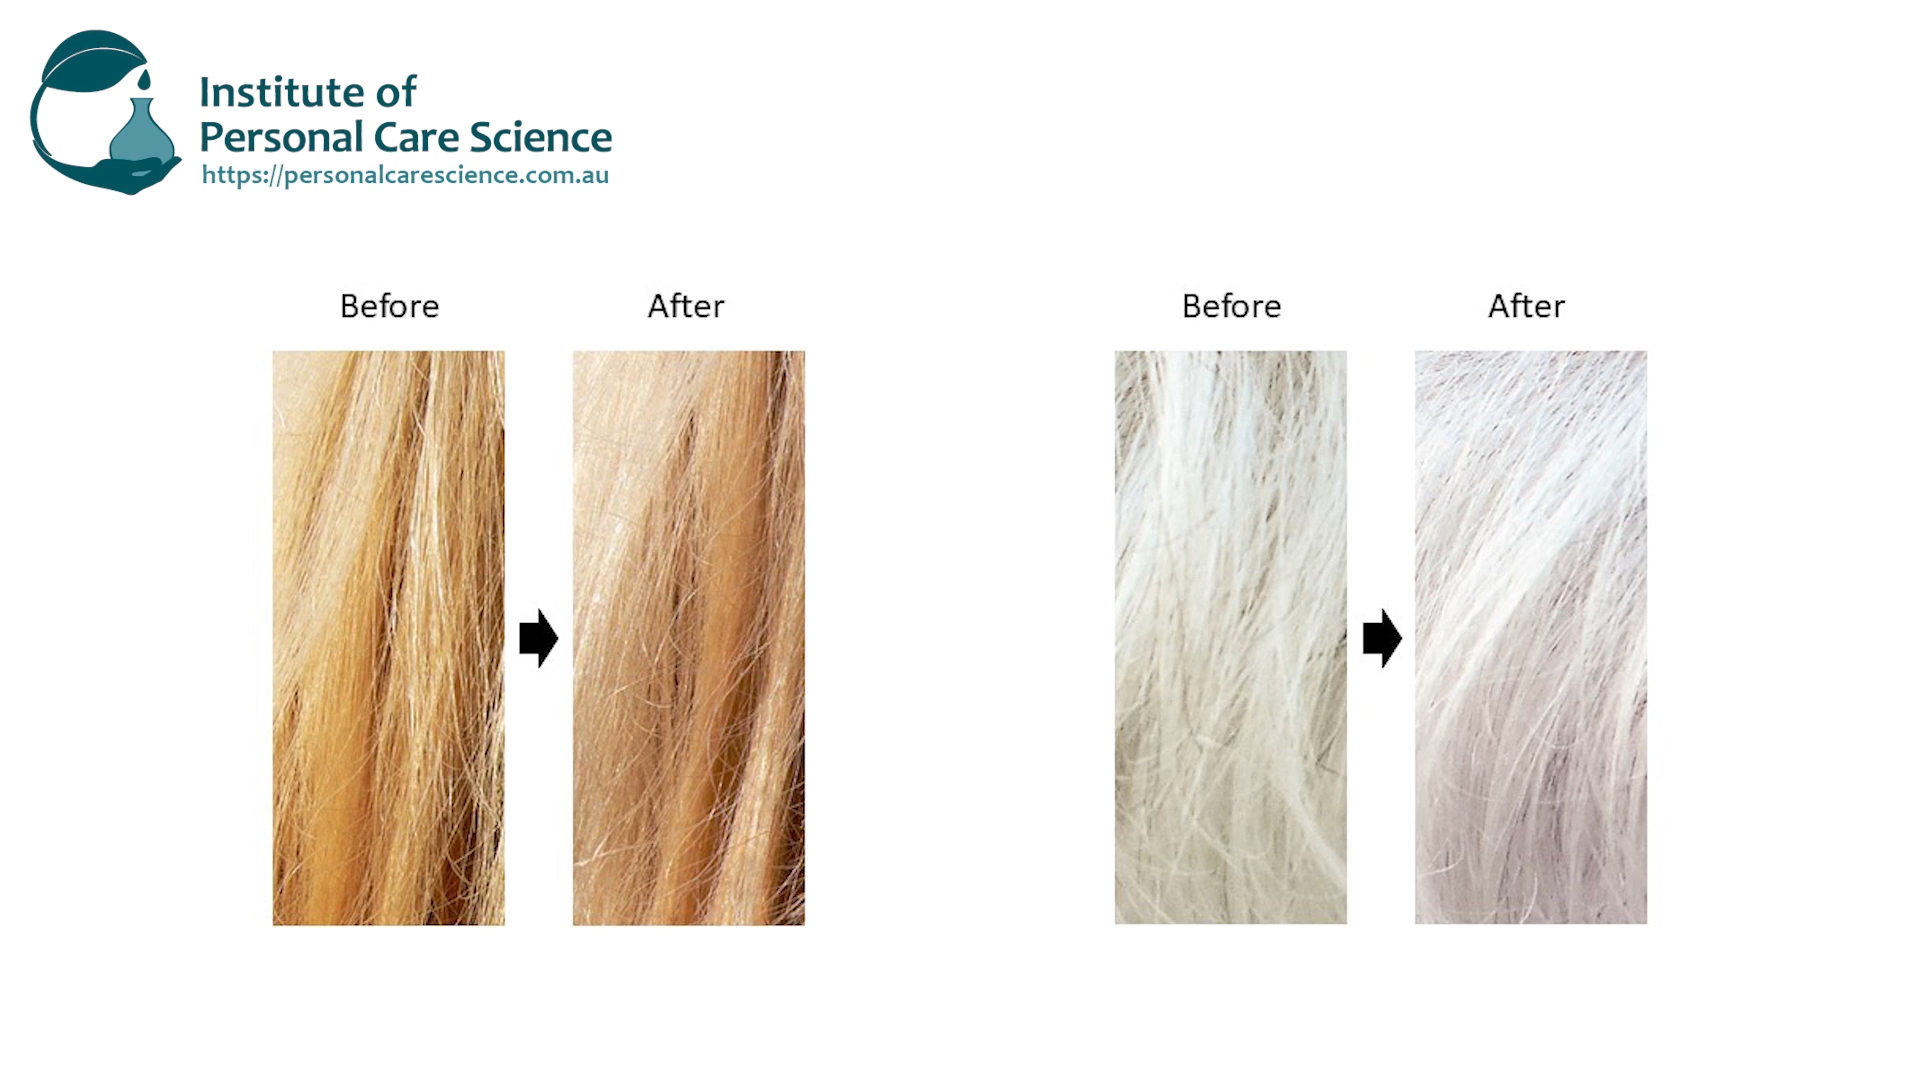 Institute of
Personal Care Science
https://personalcarescience.com.au
Before
After
Before
After